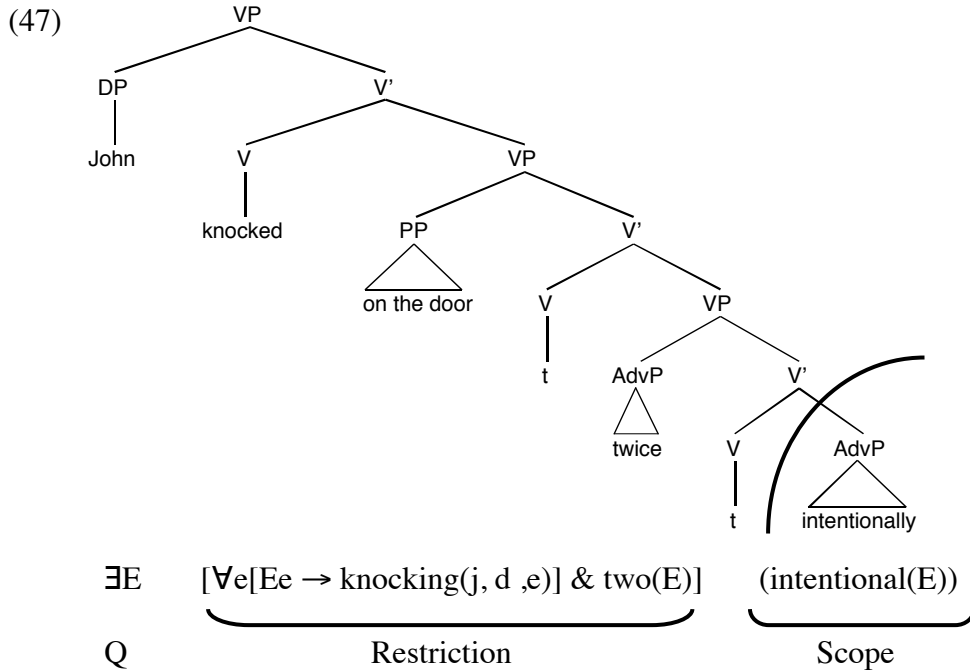 (47) VP
DP V'
John V VP
knocked PP V'
on the door V VP
t AdvP V'
twice V AdvP
t intentionally
∃E [∀e[Ee → knocking(j, d ,e)] & two(E)] (intentional(E))
Q Restriction Scope